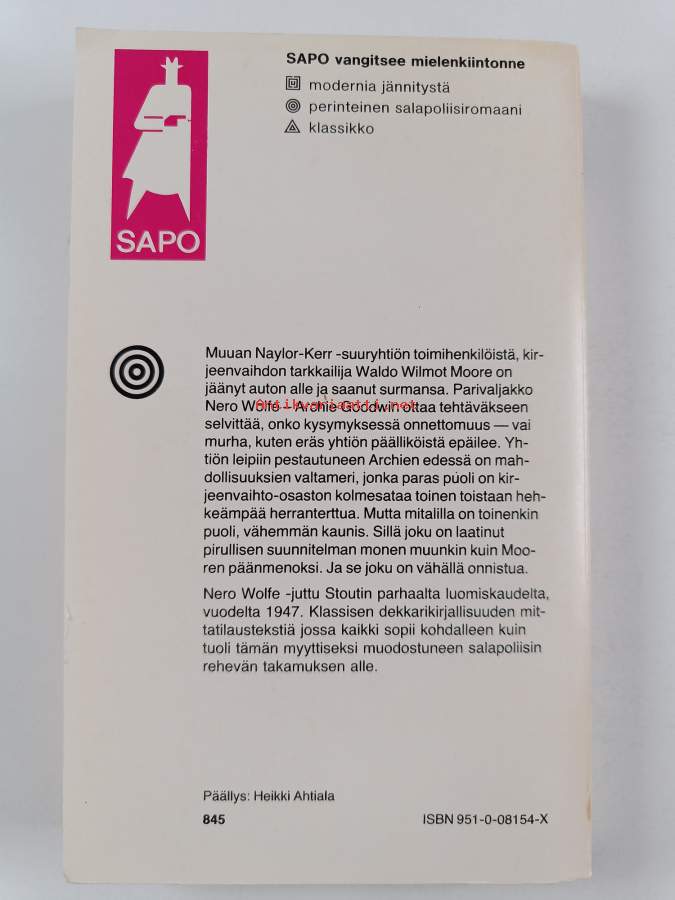 SAPO
SAPO vangitsee mielenkiintonne
modernia jännitystä
perinteinen salapoliisiromaani
klassikko
Muuan Naylor-Kerr -suuryhtiön toimihenkilöistä, kir-
jeenvaihdon tarkkailija Waldo Wilmot Moore on
jäänyt auton alle ja saanut surmansa. Parivaljakko
Nero Wolfe – Archie Goodwin ottaa tehtäväkseen
Antikvariaatti.net
selvittää, onko kysymyksessä onnettomuus — vai
murha, kuten eräs yhtiön päälliköistä epäilee. Yh-
tiön leipiin pestautuneen Archien edessä on mah-
dollisuuksien valtameri, jonka paras puoli on kir-
jeenvaihto-osaston kolmesataa toinen toistaan heh-
keämpää herranterttua. Mutta mitalilla on toinenkin
puoli, vähemmän kaunis. Sillä joku on laatinut
pirullisen suunnitelman monen muunkin kuin Moo-
ren päänmenoksi. Ja se joku on vähällä onnistua.
Nero Wolfe -juttu Stoutin parhaalta luomiskaudelta,
vuodelta 1947. Klassisen dekkarikirjallisuuden mit-
tatilaustekstiä jossa kaikki sopii kohdalleen kuin
tuoli tämän myyttiseksi muodostuneen salapoliisin
rehevän takamuksen alle.
Päällys: Heikki Ahtiala
845
ISBN 951-0-08154-X